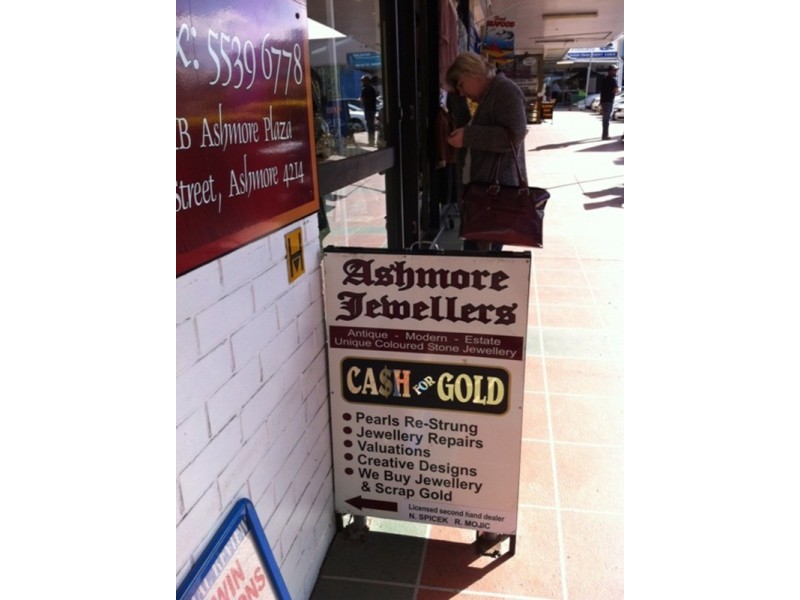 x: 5539 6778
B Ashmore Plaza
Street, Ashmore 4214
SEAFOOD
Ashmore
Jewellers
Antique - Modern - Estate
Unique Coloured Stone Jewellery
CA$H FOR GOLD
• Pearls Re-Strung
• Jewellery Repairs
• Valuations
• Creative Designs
• We Buy Jewellery
& Scrap Gold
Licensed second hand dealer
N. SPICEK R. MOJIC
WIN